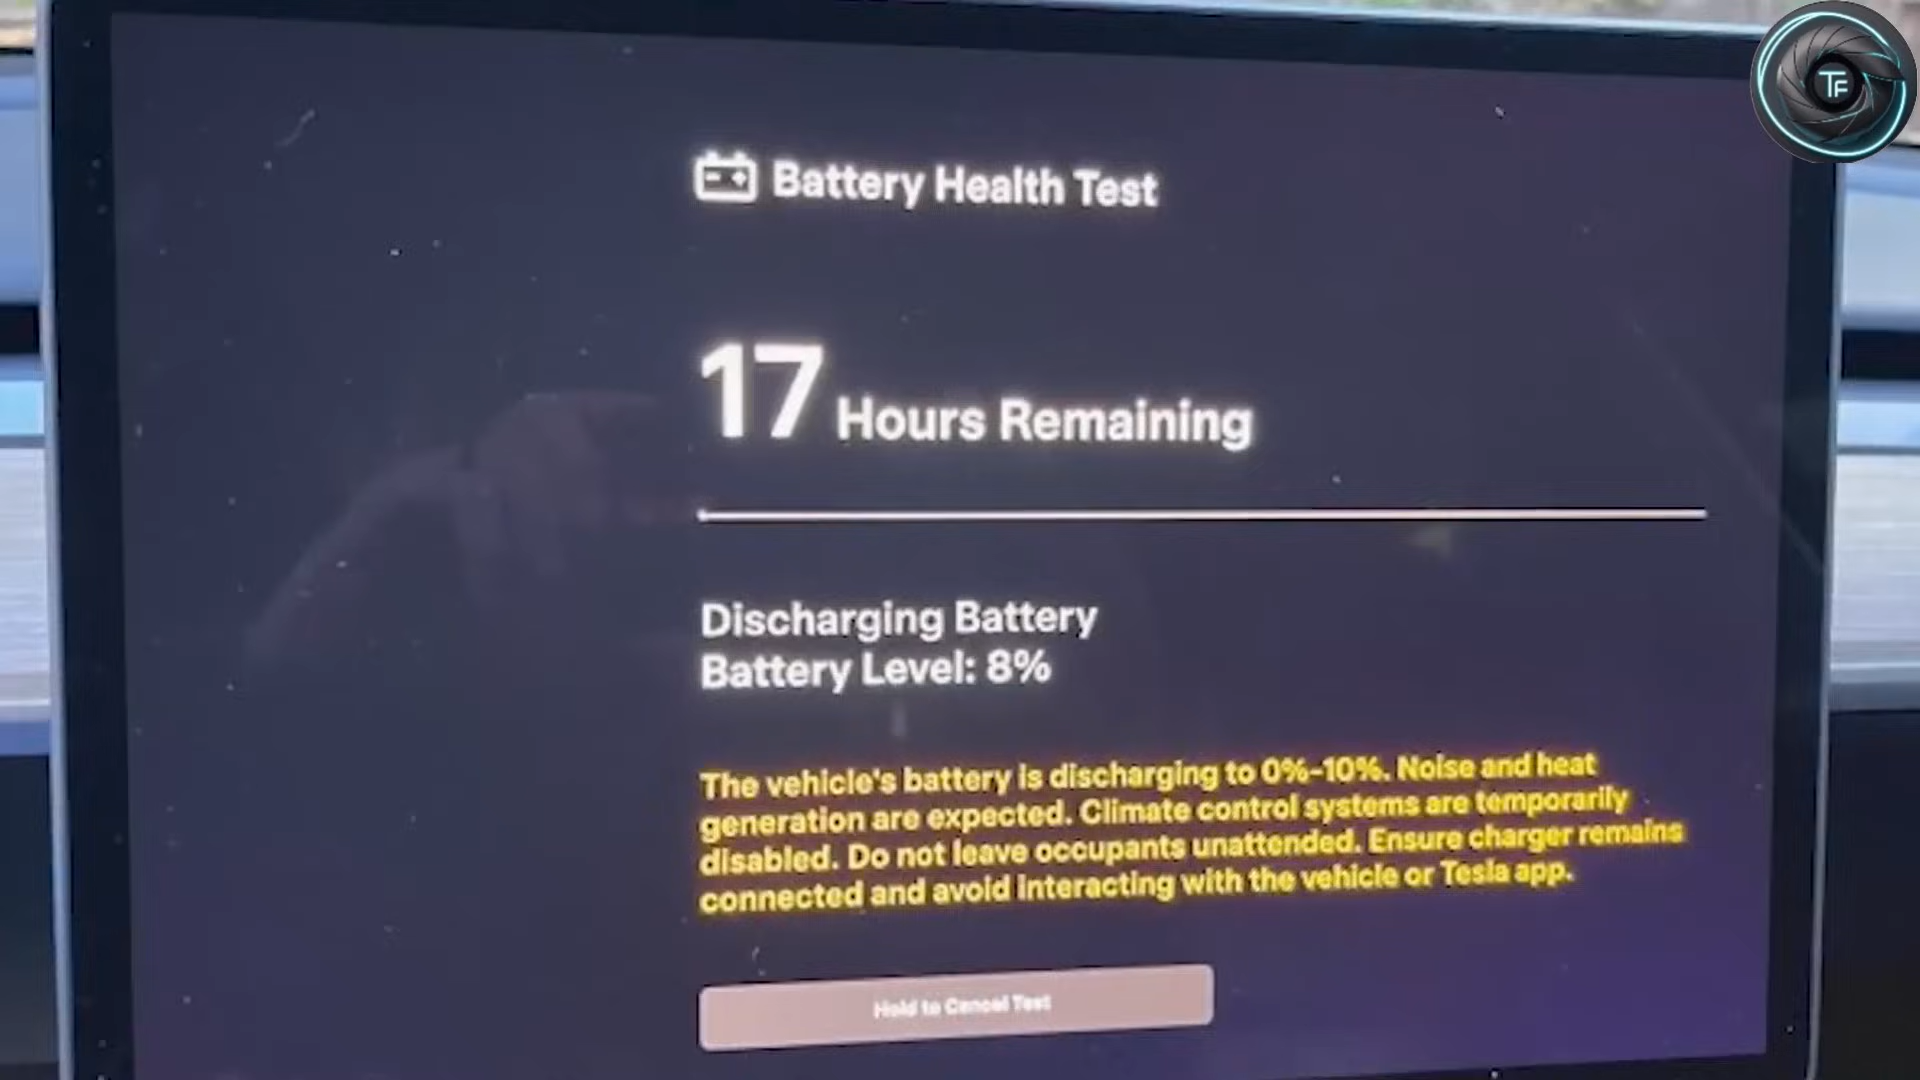 TF
Battery Health Test
17 Hours Remaining
Discharging Battery
Battery Level: 8%
The vehicle's battery is discharging to 0%-10%. Noise and heat
generation are expected. Climate control systems are temporarily
disabled. Do not leave occupants unattended. Ensure charger remains
connected and avoid interacting with the vehicle or Tesla app.
Hold to Cancel Test